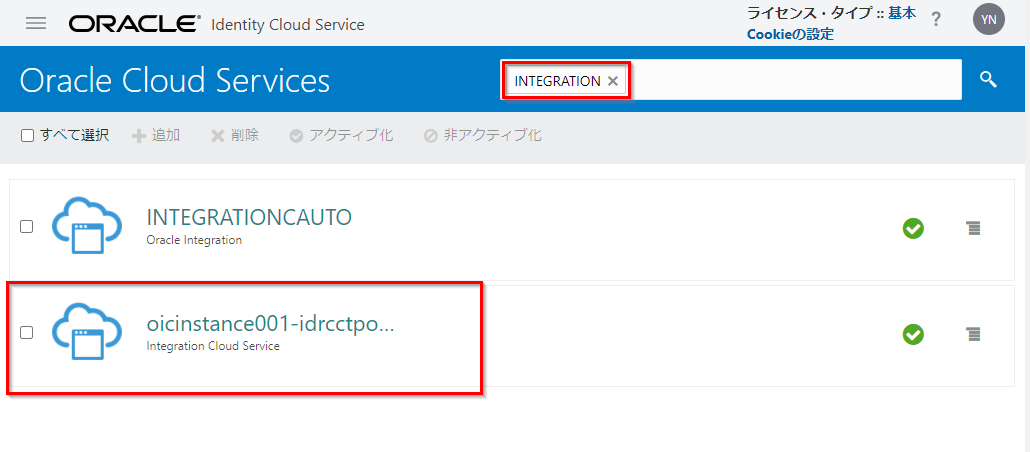 ORACLE® Identity Cloud Service
ライセンス・タイプ :: 基本
Cookieの設定
?
YN
Oracle Cloud Services
INTEGRATION ×
すべて選択 追加 削除 アクティブ化 非アクティブ化
INTEGRATIONCAUTO
Oracle Integration
oicinstance001-idrcctpo...
Integration Cloud Service